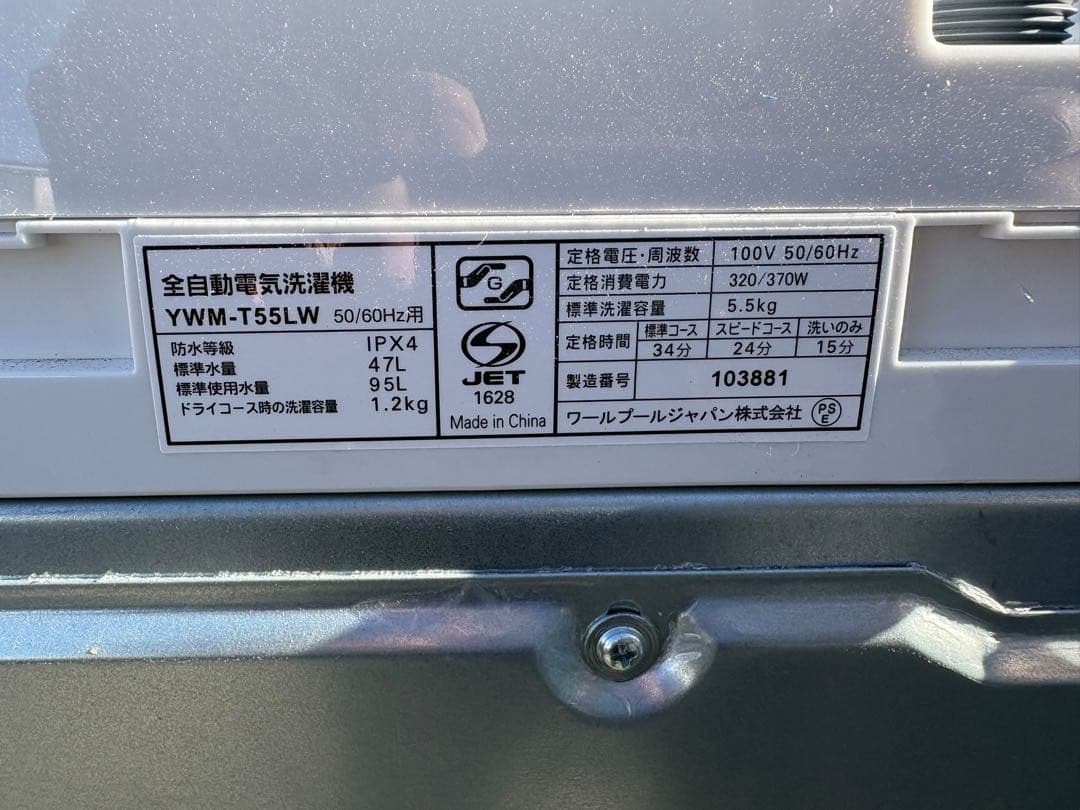 全自動電気洗濯機
YWM-T55LW 50/60Hz用
防水等級 IPX4
標準水量 47L
標準使用水量 95L
ドライコース時の洗濯容量 1.2kg
G
S
JET
1628
Made in China
定格電圧・周波数 100V 50/60Hz
定格消費電力 320/370W
標準洗濯容量 5.5kg
定格時間 標準コース スピードコース 洗いのみ
34分 24分 15分
製造番号 103881
ワールプールジャパン株式会社 PSE